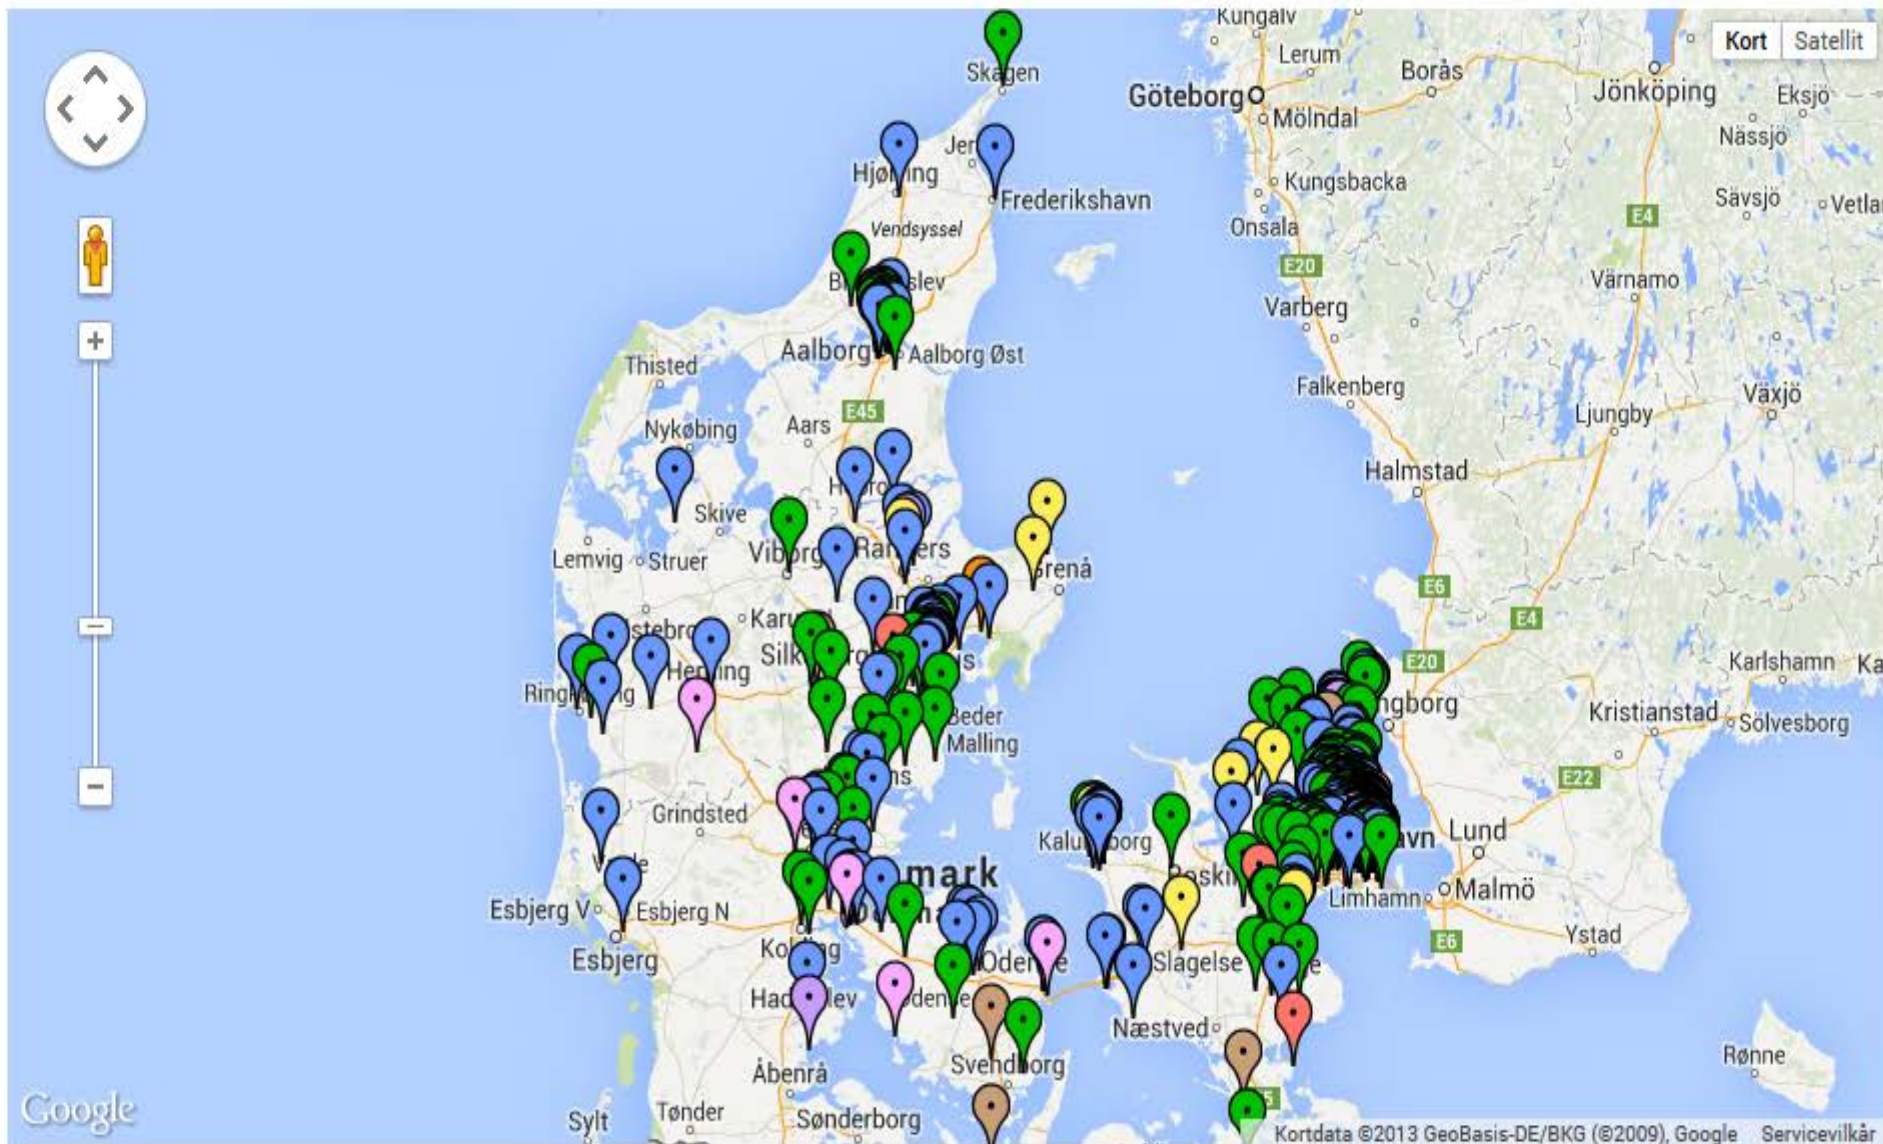 Kungälv
Kort
Satellit
Lerum
Borås
Skagen
Göteborg
Jönköping
Eksjö
Mölndal
Nässjö
Kungsbacka
Frederikshavn
Sävsjö
Vendsyssel
Onsala
E4
E20
Värnamo
Varberg
Aalborg
Aalborg Øst
Thisted
Falkenberg
Växjö
E45
Ljungby
Aars
Nykøbing
Halmstad
Skive
Lemvig
Struer
E6
E4
E20
Karlshamn
Kristianstad
Sölvesborg
Beder
Malling
E22
Grindsted
Lund
mark
Malmö
Limhamn
Esbjerg V
Esbjerg N
E6
Ystad
Esbjerg
Slagelse
Næstved
Rønne
Åbenrå
Google
Tønder
Sønderborg
Sylt
Kortdata ©2013 GeoBasis-DE/BKG (©2009), Google
Servicevilkår